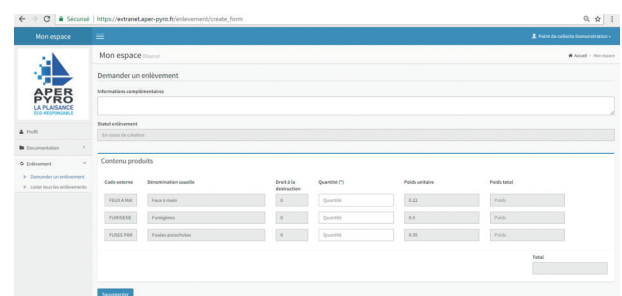 Sécurisé https://extranet.aper-pyro.fr/enlevement/create_form
Mon espace
Point de collecte Demonstration
Mon espace
Accueil > Mon espace
Demander un enlèvement
APER
PYRO
LA PLAISANCE
ÉCO-RESPONSABLE
Informations complémentaires
Statut enlèvement
En cours de création
Profil
Documentation
Enlèvement
Demander un enlèvement
Lister tous les enlèvements
Contenu produits
Code externe Dénomination usuelle Droit à la destruction Quantité (*) Poids unitaire Poids total
FEUX A MAI Feux à main 0 Quantité 0.22 Poids
FUMIGENE Fumigènes 0 Quantité 0.4 Poids
FUSEE PAR Fusées parachutes 0 Quantité 0.35 Poids
Total
Sauvegarder